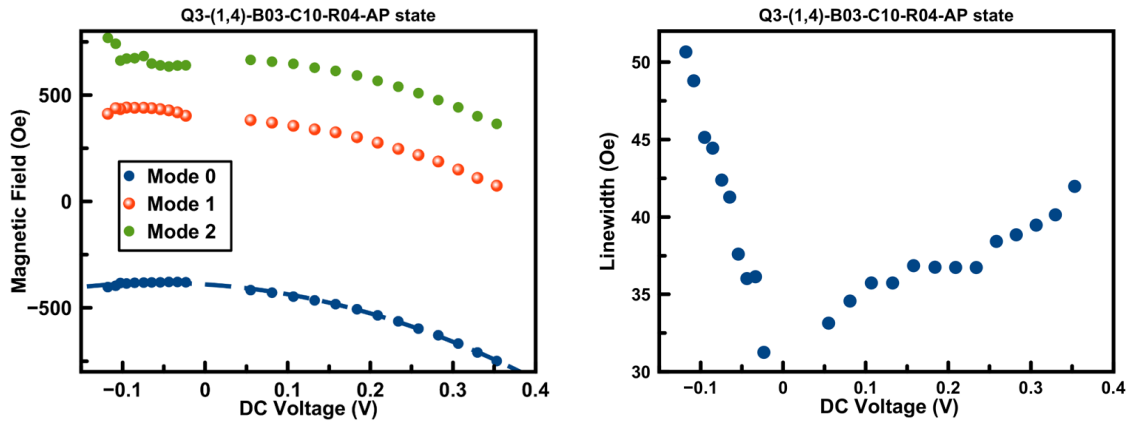 Q3-(1,4)-B03-C10-R04-AP state
Magnetic Field (Oe)
500
0
−500
Mode 0
Mode 1
Mode 2
−0.1
0
0.1
0.2
0.3
0.4
DC Voltage (V)
Q3-(1,4)-B03-C10-R04-AP state
Linewidth (Oe)
50
45
40
35
30
−0.1
0
0.1
0.2
0.3
0.4
DC Voltage (V)